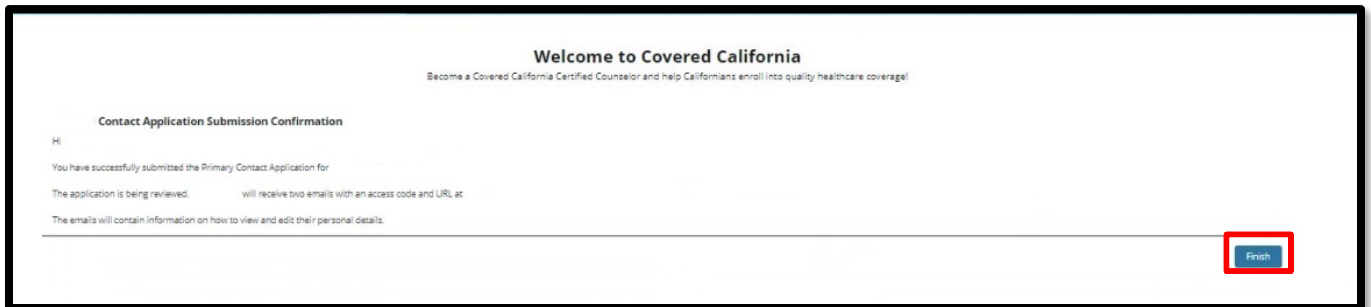 Welcome to Covered California
Become a Covered California Certified Counselor and help Californians enroll into quality healthcare coverage!
Contact Application Submission Confirmation
Hi
You have successfully submitted the Primary Contact Application for
The application is being reviewed. will receive two emails with an access code and URL at
The emails will contain information on how to view and edit their personal details.
Finish